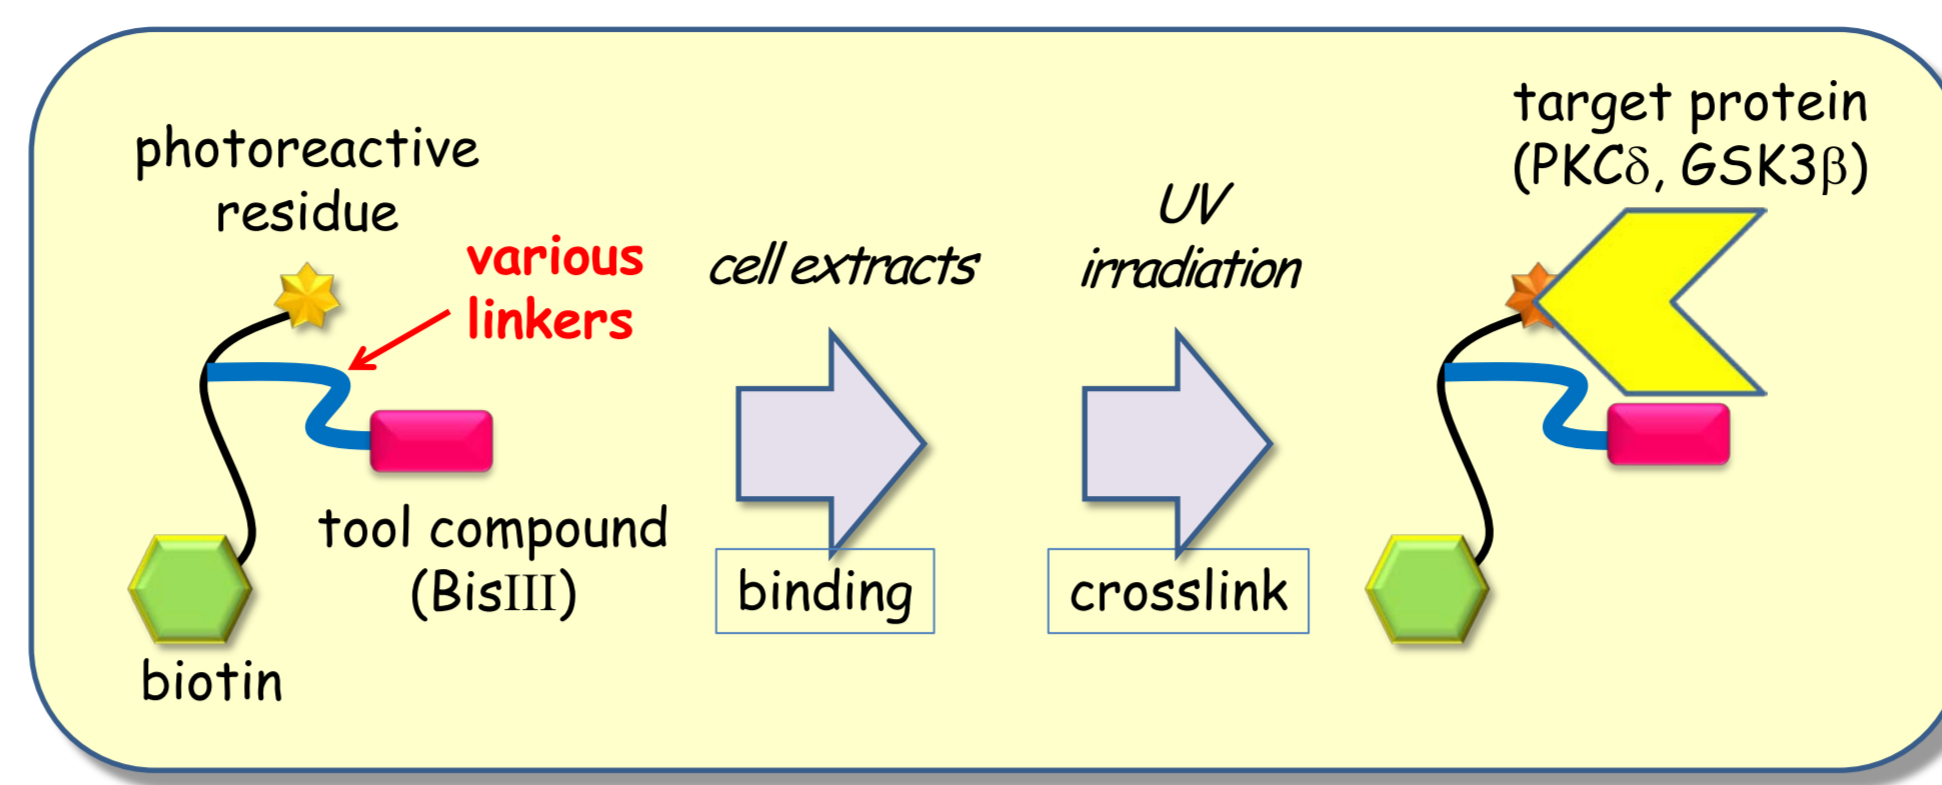 photoreactive
residue
various
linkers
tool compound
(BisIII)
biotin
cell extracts
binding
UV
irradiation
crosslink
target protein
(PKCδ, GSK3β)